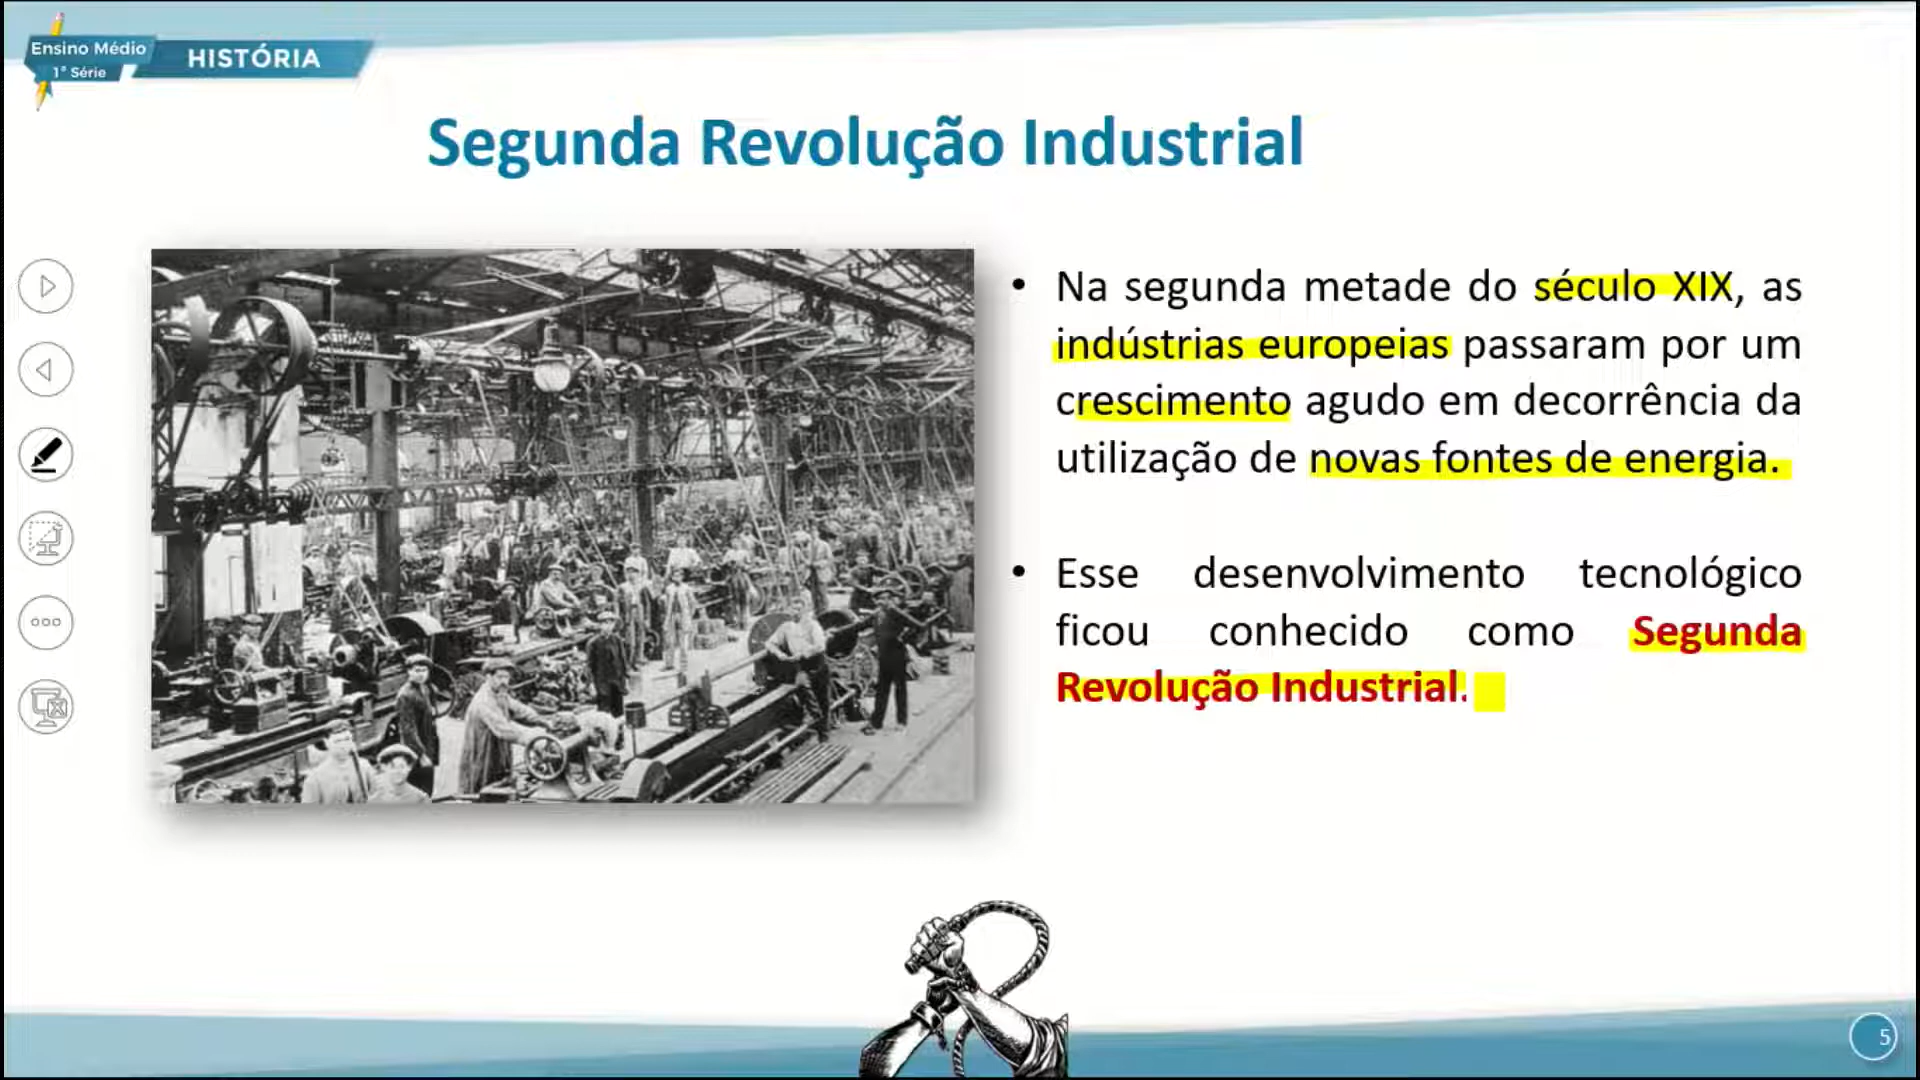 Ensino Médio
1ª Série
HISTÓRIA
Segunda Revolução Industrial
• Na segunda metade do século XIX, as
indústrias europeias passaram por um
crescimento agudo em decorrência da
utilização de novas fontes de energia.
• Esse desenvolvimento tecnológico
ficou conhecido como Segunda
Revolução Industrial.
5